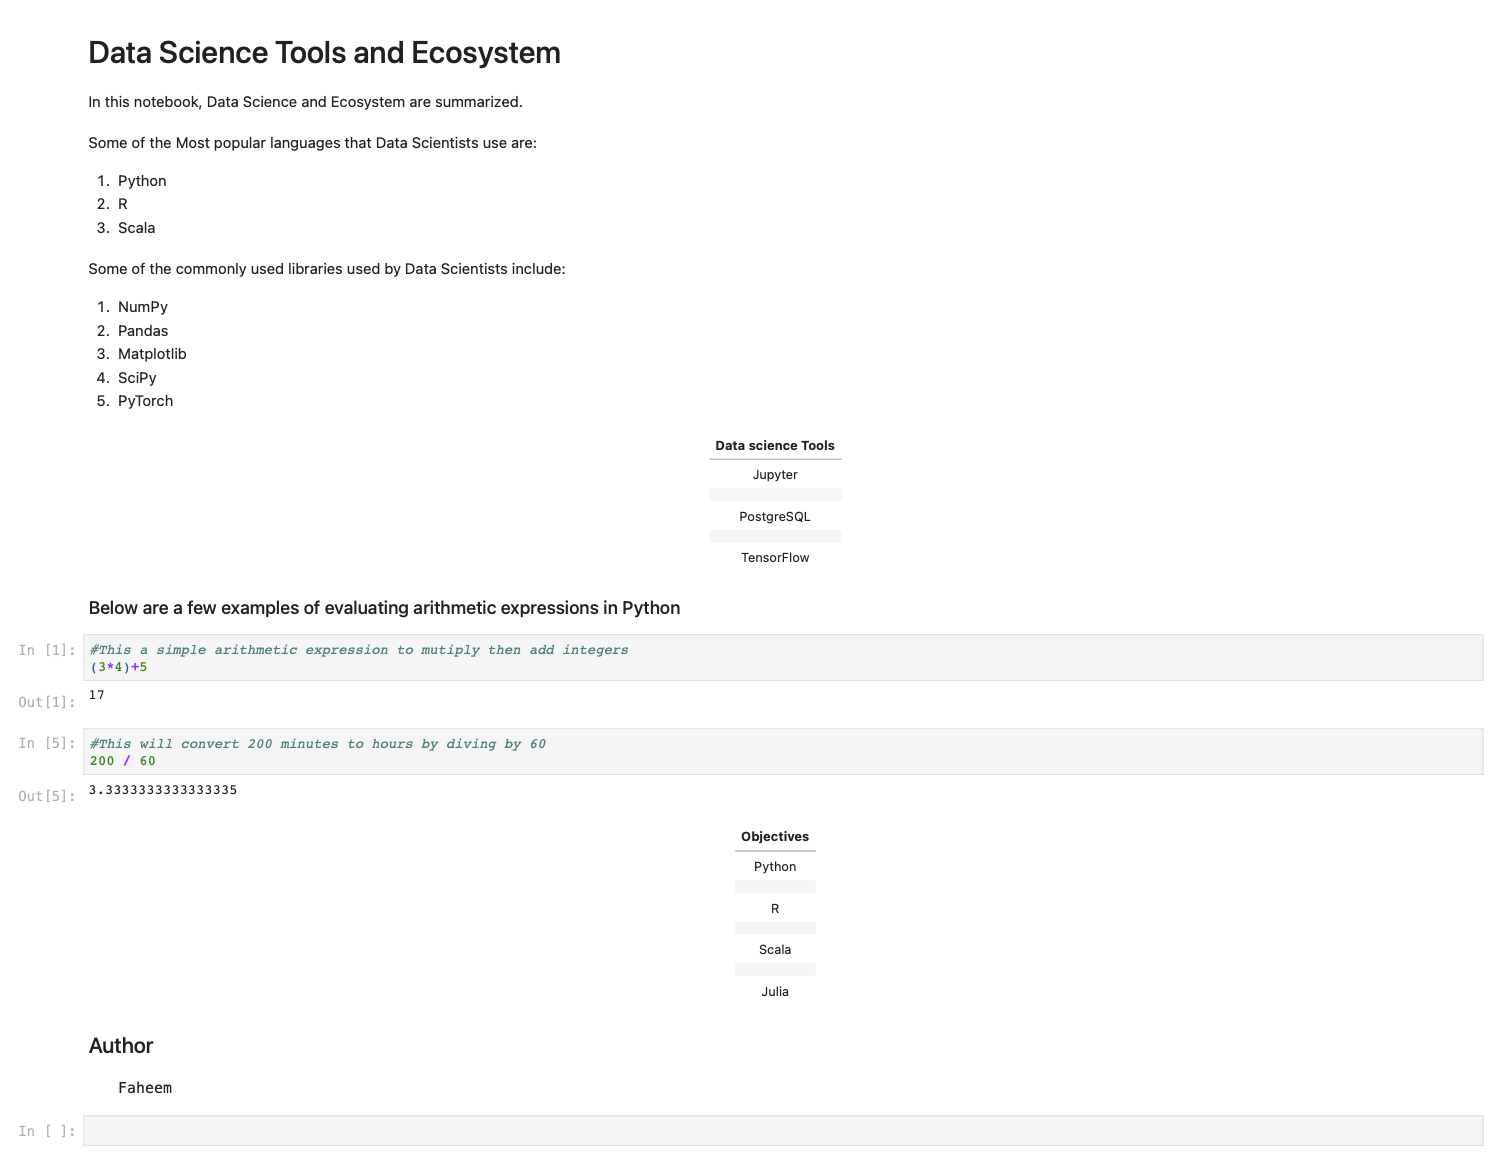 Data Science Tools and Ecosystem
In this notebook, Data Science and Ecosystem are summarized.
Some of the Most popular languages that Data Scientists use are:
1. Python
2. R
3. Scala
Some of the commonly used libraries used by Data Scientists include:
1. NumPy
2. Pandas
3. Matplotlib
4. SciPy
5. PyTorch
Data science Tools
Jupyter
PostgreSQL
TensorFlow
Below are a few examples of evaluating arithmetic expressions in Python
In [1]: #This a simple arithmetic expression to mutiply then add integers
(3*4)+5
Out[1]: 17
In [5]: #This will convert 200 minutes to hours by diving by 60
200 / 60
Out[5]: 3.3333333333333335
Objectives
Python
R
Scala
Julia
Author
Faheem
In [ ]: